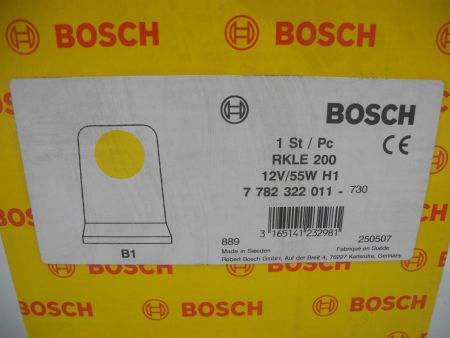 BOSCH BOSCH BOSCH
BOSCH
1 St / Pc
RKLE 200
12V/55W H1
7 782 322 011 - 730
CE
3 165141 232981
B1
889
250507
Made in Sweden
Fabriqué en Suède
Robert Bosch GmbH, Auf der Breit 4, 76227 Karlsruhe, Germany
BOSCH BOSCH
BOSCH BOSCH